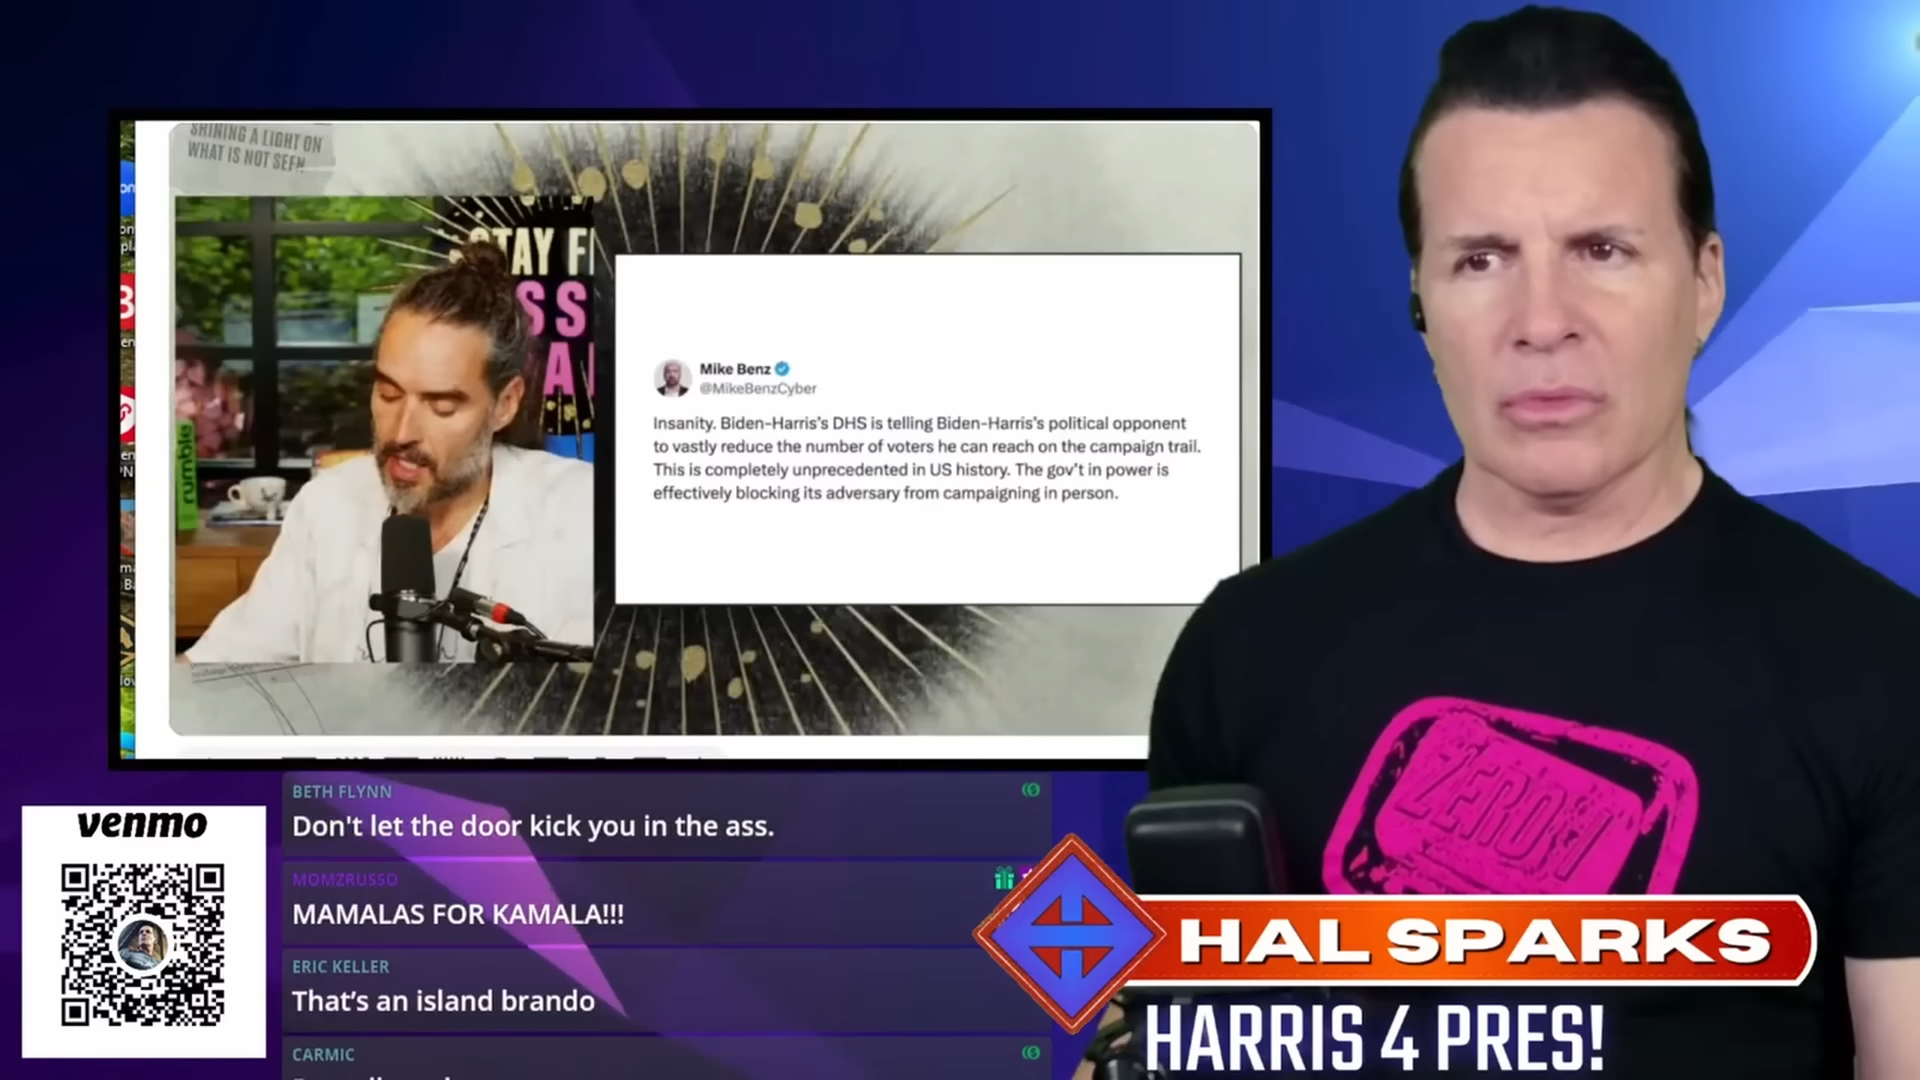 SHINING A LIGHT ON
WHAT IS NOT SEEN
STAY
rumble
Mike Benz
@MikeBenzCyber
Insanity. Biden-Harris's DHS is telling Biden-Harris's political opponent
to vastly reduce the number of voters he can reach on the campaign trail.
This is completely unprecedented in US history. The gov't in power is
effectively blocking its adversary from campaigning in person.
venmo
BETH FLYNN
Don't let the door kick you in the ass.
MOMZRUSSO
MAMALAS FOR KAMALA!!!
ERIC KELLER
That's an island brando
CARMIC
ZERO1
HAL SPARKS
HARRIS 4 PRES!